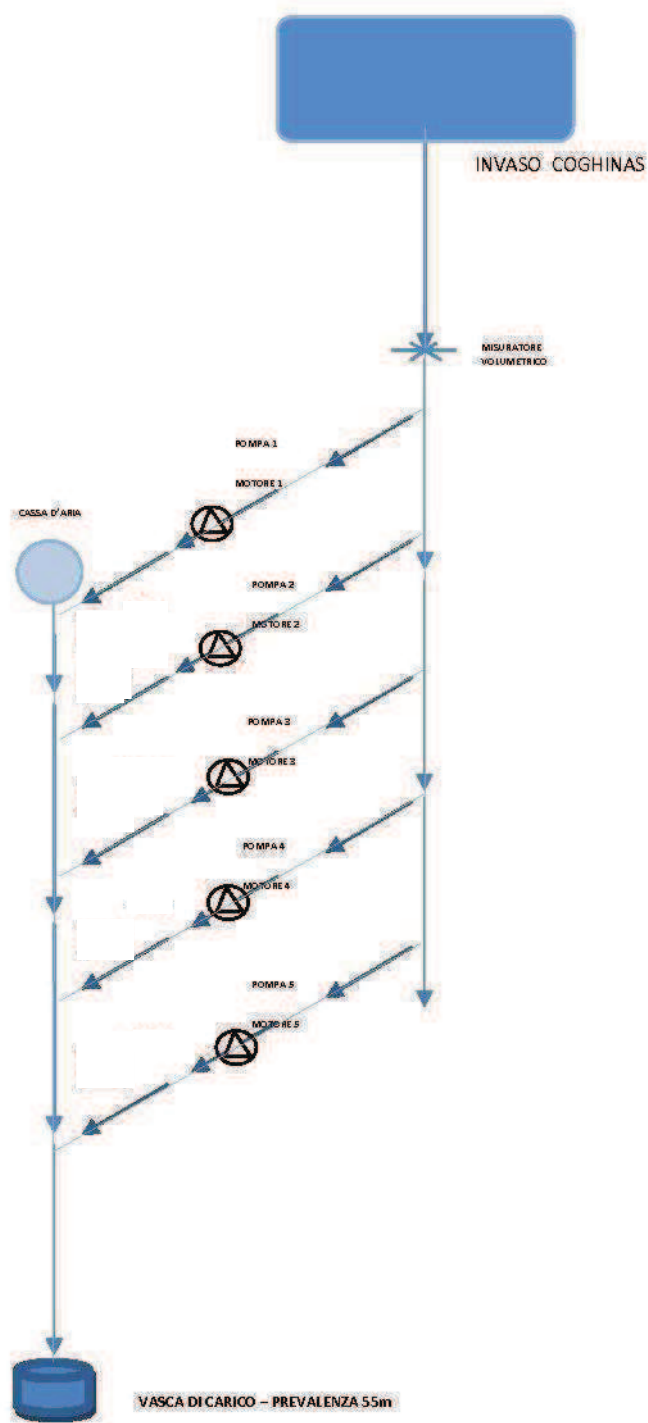 INVASO COGHINAS
MISURATORE
VOLUMETRICO
POMPA 1
MOTORE 1
CASSA D'ARIA
POMPA 2
MOTORE 2
POMPA 3
MOTORE 3
POMPA 4
MOTORE 4
POMPA 5
MOTORE 5
VASCA DI CARICO – PREVALENZA 55m